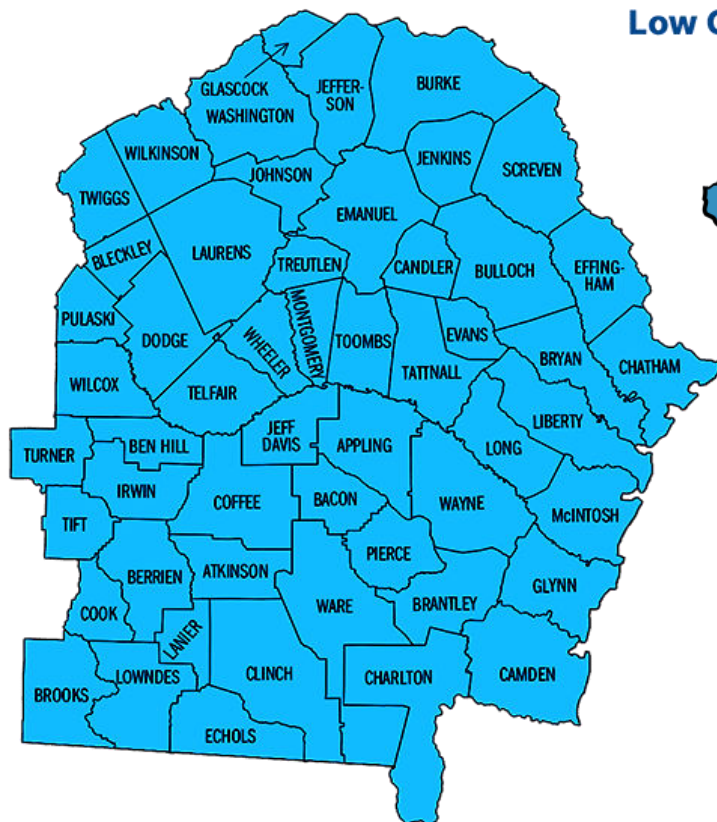 Low C
GLASCOCK
WASHINGTON
JEFFER-
SON
BURKE
WILKINSON
JENKINS
SCREVEN
TWIGGS
JOHNSON
EMANUEL
BLECKLEY
LAURENS
TREUTLEN
CANDLER
BULLOCH
EFFING-
HAM
PULASKI
DODGE
WHEELER
MONTGOMERY
TOOMBS
EVANS
TATTNALL
BRYAN
CHATHAM
WILCOX
TELFAIR
LIBERTY
TURNER
BEN HILL
JEFF
DAVIS
APPLING
LONG
IRWIN
COFFEE
BACON
WAYNE
McINTOSH
TIFT
PIERCE
BERRIEN
ATKINSON
GLYNN
COOK
WARE
BRANTLEY
LANIER
BROOKS
LOWNDES
CLINCH
CHARLTON
CAMDEN
ECHOLS